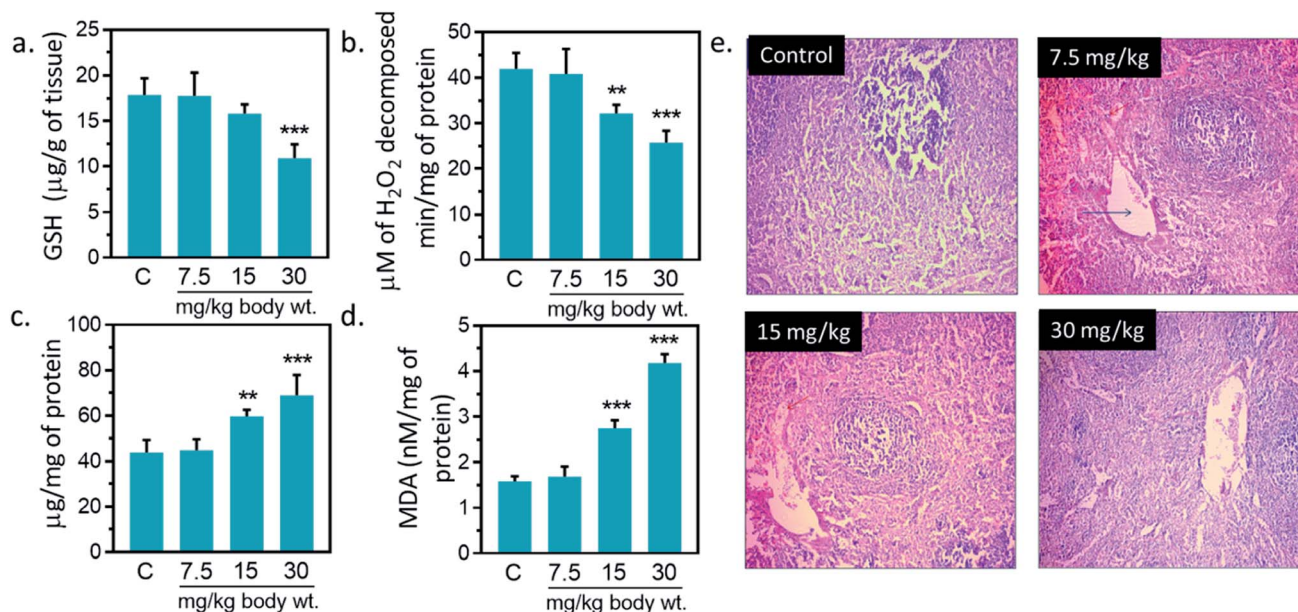 a.
GSH (µg/g of tissue)
25
20
15
10
5
0
***
C 7.5 15 30
mg/kg body wt.
b.
µM of H₂O₂ decomposed
min/mg of protein
50
40
30
20
10
0
**
***
C 7.5 15 30
mg/kg body wt.
c.
µg/mg of protein
100
80
60
40
20
0
**
***
C 7.5 15 30
mg/kg body wt.
d.
MDA (nM/mg of
protein)
5
4
3
2
1
0
***
***
C 7.5 15 30
mg/kg body wt.
e.
Control
7.5 mg/kg
15 mg/kg
30 mg/kg